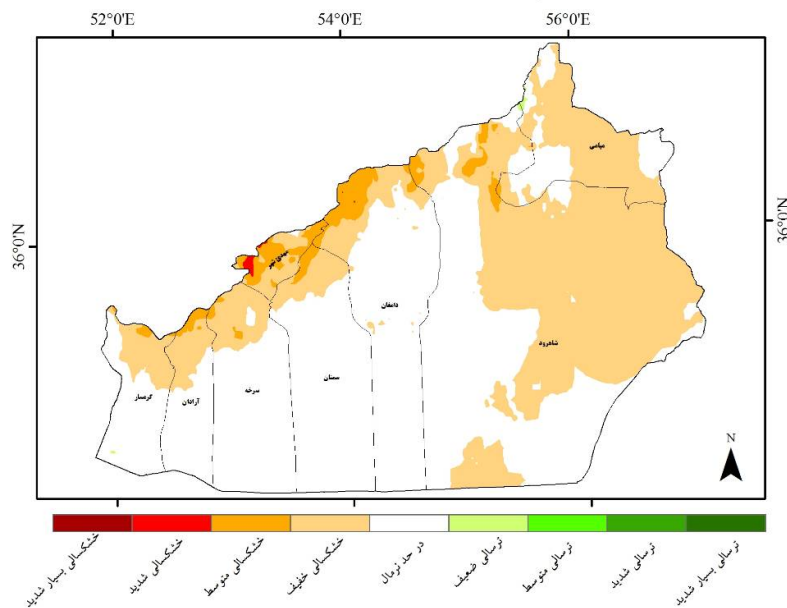 52°0'E 54°0'E 56°0'E
36°0'N 36°0'N
میامی
مهدی شهر
دامغان
شاهرود
سمنان
سرخه
آرادان
گرمسار
N
خشکسالی بسیار شدید
خشکسالی شدید
خشکسالی متوسط
خشکسالی خفیف
در حد نرمال
ترسالی ضعیف
ترسالی متوسط
ترسالی شدید
ترسالی بسیار شدید